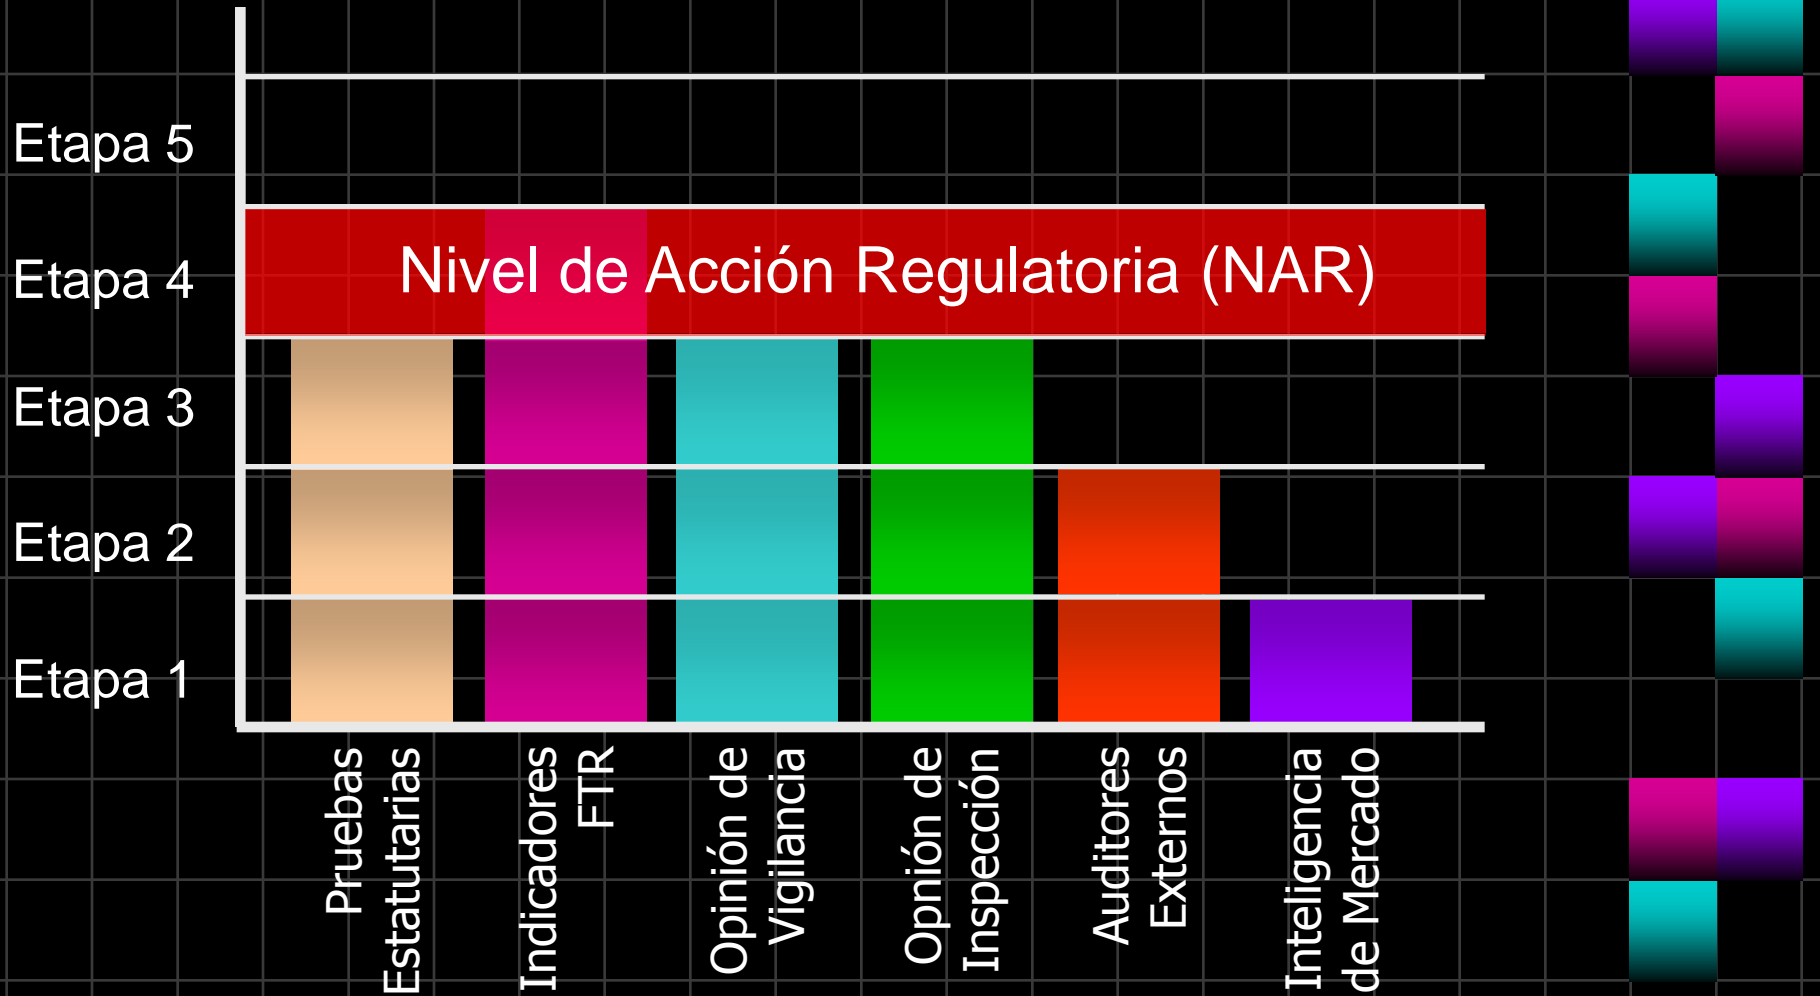 Etapa 5
Nivel de Acción Regulatoria (NAR)
Etapa 4
Etapa 3
Etapa 2
Etapa 1
Pruebas
Estatutarias
Indicadores
FTR
Opinión de
Vigilancia
Opnión de
Inspección
Auditores
Externos
Inteligencia
de Mercado